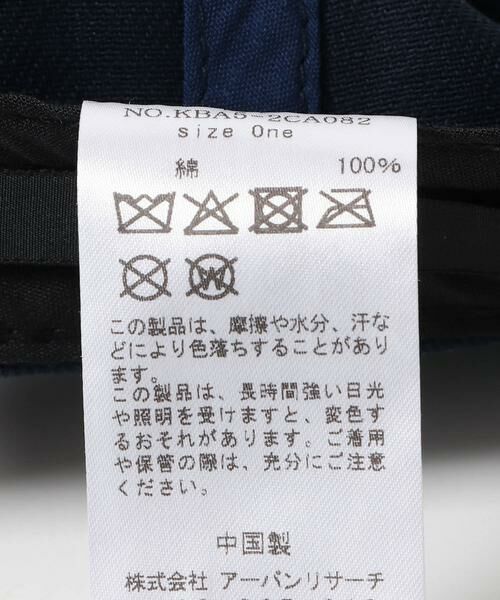 NO.KBA5-2CA082
size One
綿 100%
W
この製品は、摩擦や水分、汗な
どにより色落ちすることがあり
ます。
この製品は、長時間強い日光
や照明を受けますと、変色す
るおそれがあります。ご着用
や保管の際は、充分にご注意
ください。
中国製
株式会社 アーバンリサーチ